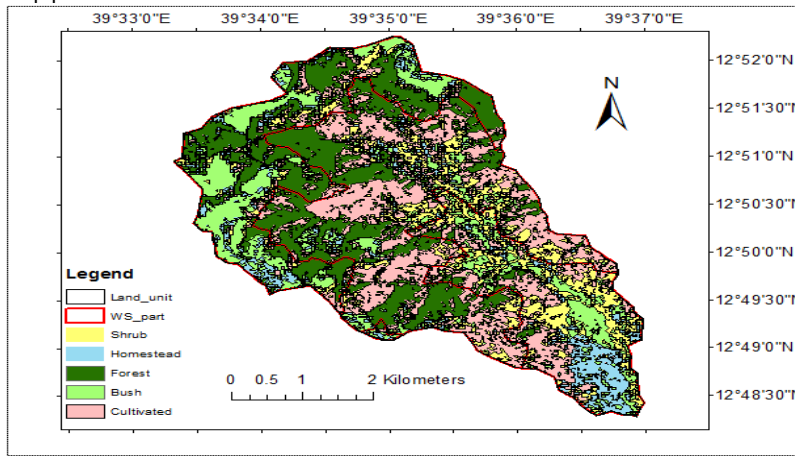 39°33'0"E 39°34'0"E 39°35'0"E 39°36'0"E 39°37'0"E
N
12°52'0"N
12°51'30"N
12°51'0"N
12°50'30"N
12°50'0"N
12°49'30"N
12°49'0"N
12°48'30"N
Legend
Land_unit
WS_part
Shrub
Homestead
Forest
Bush
Cultivated
0 0.5 1 2 Kilometers